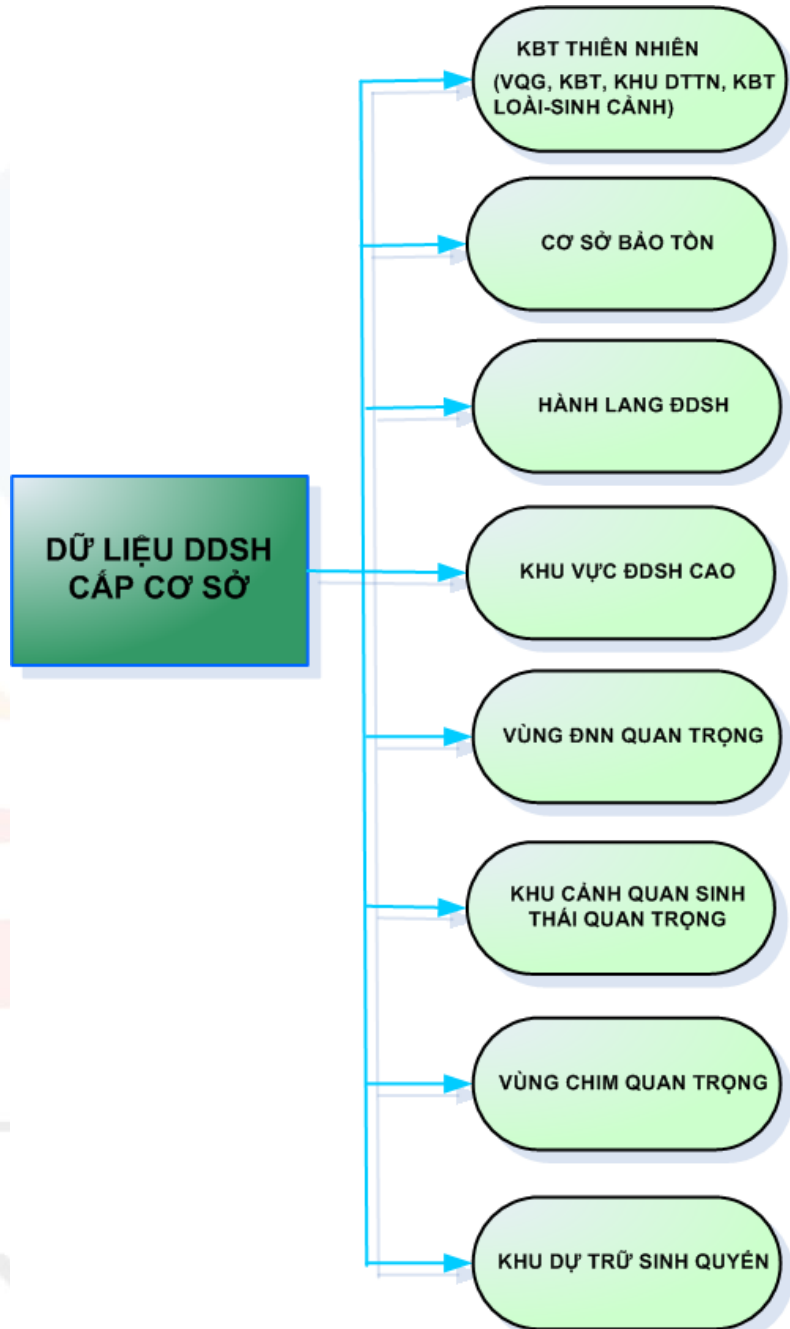 KBT THIÊN NHIÊN
(VQG, KBT, KHU DTTN, KBT
LOÀI-SINH CẢNH)
CƠ SỞ BẢO TỒN
HÀNH LANG ĐDSH
DỮ LIỆU DDSH
CẤP CƠ SỞ
KHU VỰC ĐDSH CAO
VÙNG ĐNN QUAN TRỌNG
KHU CẢNH QUAN SINH
THÁI QUAN TRỌNG
VÙNG CHIM QUAN TRỌNG
KHU DỰ TRỮ SINH QUYỂN